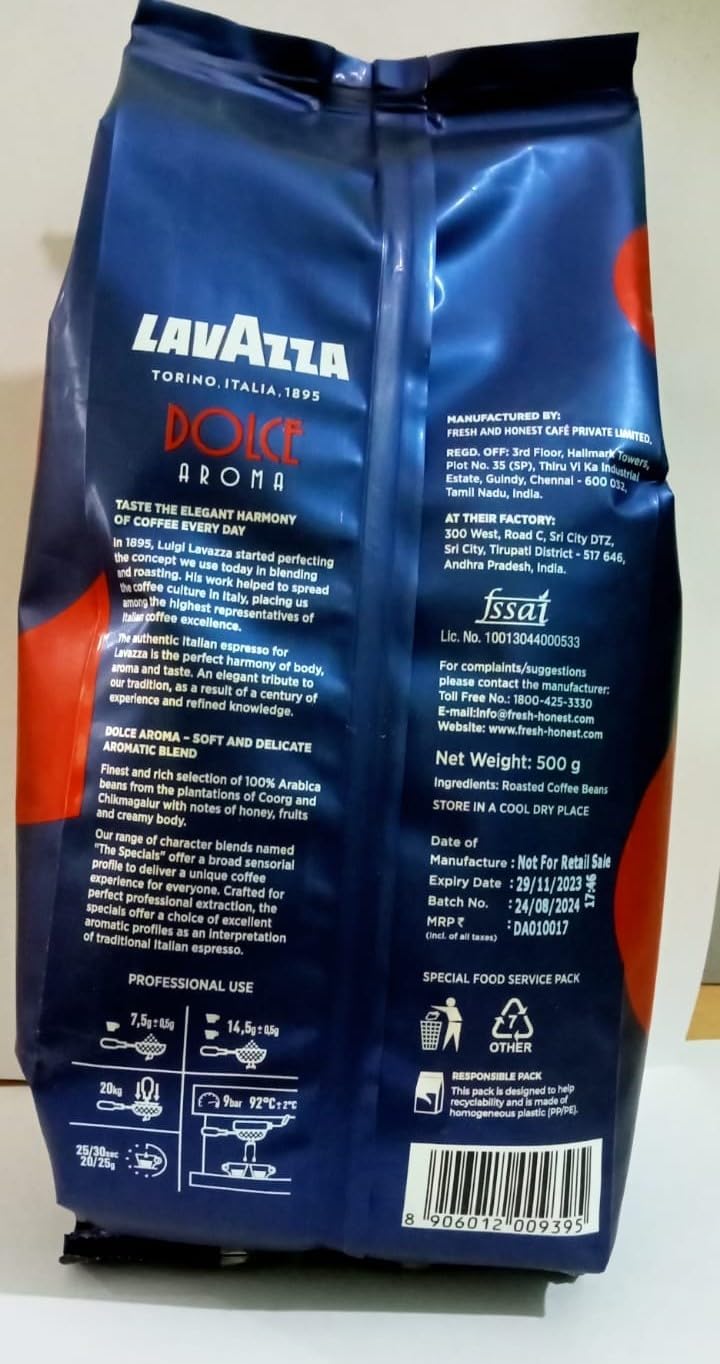 LAVAZZA
TORINO, ITALIA, 1895
DOLCE
AROMA
TASTE THE ELEGANT HARMONY
OF COFFEE EVERY DAY
In 1895, Luigi Lavazza started perfecting
the concept we use today in blending
and roasting. His work helped to spread
the coffee culture in Italy, placing us
among the highest representatives of
Italian coffee excellence.
The authentic Italian espresso for
Lavazza is the perfect harmony of body,
aroma and taste. An elegant tribute to
our tradition, as a result of a century of
experience and refined knowledge.
DOLCE AROMA – SOFT AND DELICATE
AROMATIC BLEND
Finest and rich selection of 100% Arabica
beans from the plantations of Coorg and
Chikmagalur with notes of honey, fruits
and creamy body.
Our range of character blends named
"The Specials" offer a broad sensorial
profile to deliver a unique coffee
experience for everyone. Crafted for
perfect professional extraction, the
specials offer a choice of excellent
aromatic profiles as an interpretation
of traditional Italian espresso.
PROFESSIONAL USE
7,5g ± 0,5g
14,5g ± 0,5g
20kg
9bar 92°C ± 2°C
25/30sec
20/25g
MANUFACTURED BY:
FRESH AND HONEST CAFÉ PRIVATE LIMITED.
REGD. OFF: 3rd Floor, Hallmark Towers,
Plot No. 35 (SP), Thiru Vi Ka Industrial
Estate, Guindy, Chennai - 600 032,
Tamil Nadu, India.
AT THEIR FACTORY:
300 West, Road C, Sri City DTZ,
Sri City, Tirupati District - 517 646,
Andhra Pradesh, India.
fssai
Lic. No. 10013044000533
For complaints/suggestions
please contact the manufacturer:
Toll Free No.: 1800-425-3330
E-mail:info@fresh-honest.com
Website: www.fresh-honest.com
Net Weight: 500 g
Ingredients: Roasted Coffee Beans
STORE IN A COOL DRY PLACE
Date of
Manufacture : Not For Retail Sale
Expiry Date : 29/11/2023 17:46
Batch No. : 24/08/2024
MRP ₹ : DA010017
(Incl. of all taxes)
SPECIAL FOOD SERVICE PACK
7
OTHER
RESPONSIBLE PACK
This pack is designed to help
recyclability and is made of
homogeneous plastic (PP/PE).
8 906012 009395